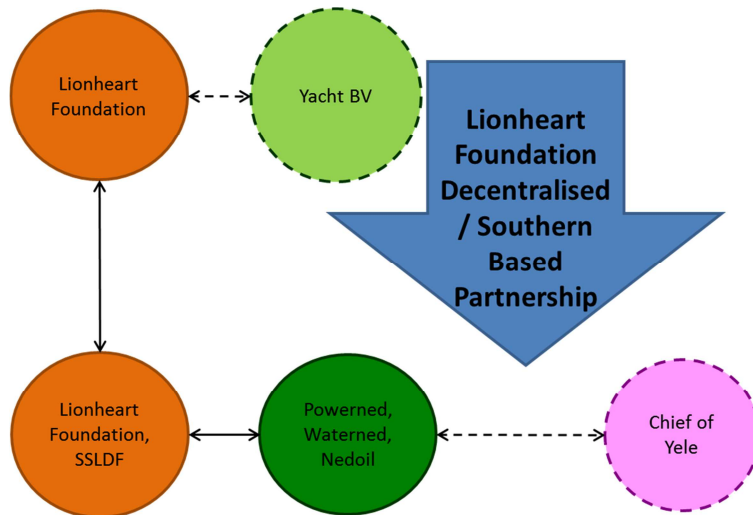 Lionheart
Foundation
Yacht BV
Lionheart
Foundation
Decentralised
/ Southern
Based
Partnership
Lionheart
Foundation,
SSLDF
Powerned,
Waterned,
Nedoil
Chief of
Yele